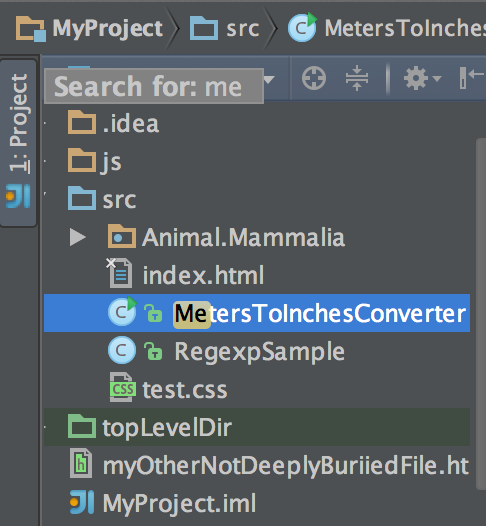 MyProject src MetersToInches
1: Project
Search for: me
.idea
js
src
Animal.Mammalia
index.html
C MetersToInchesConverter
C RegexpSample
CSS test.css
topLevelDir
h myOtherNotDeeplyBuriiedFile.ht
MyProject.iml